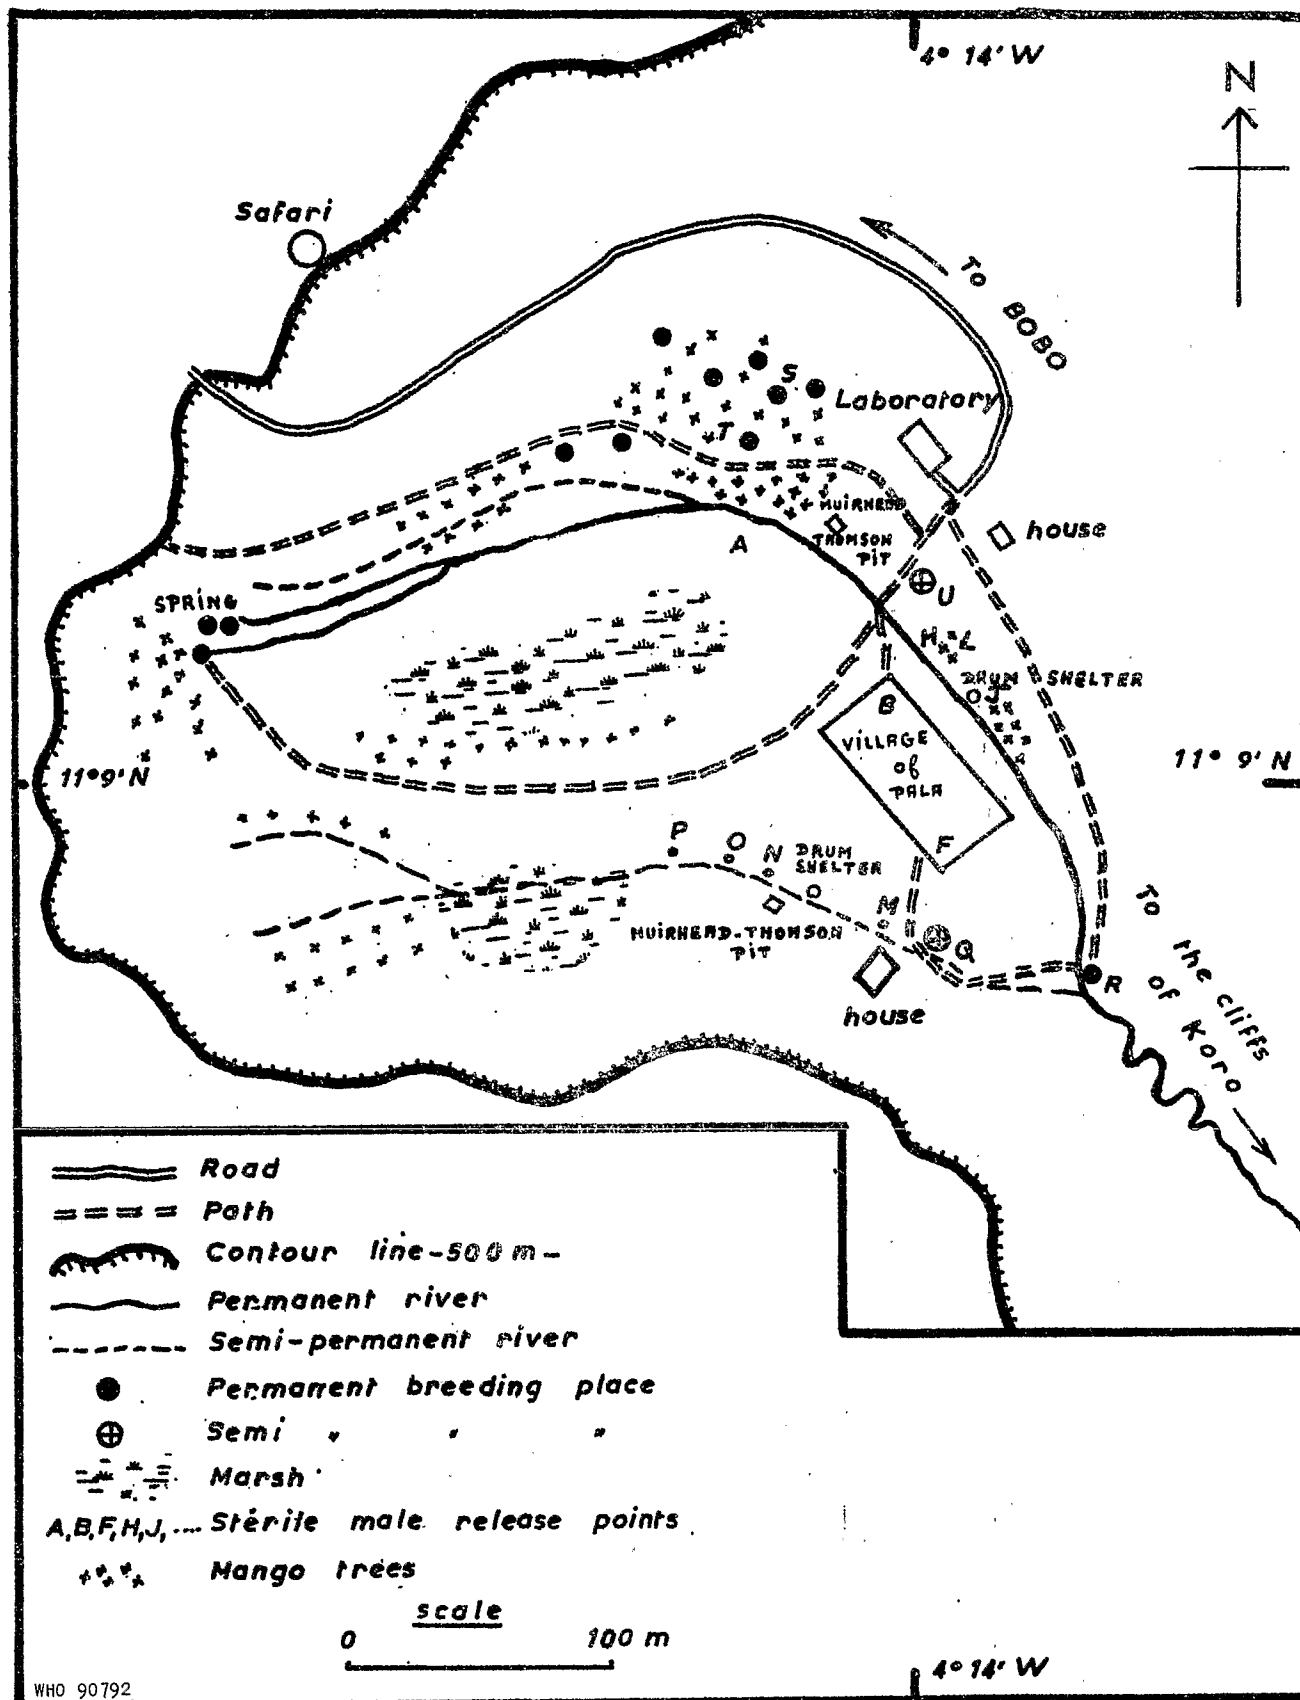 4° 14' W
N
Safari
To BOBO
S
Laboratory
T
MUIRHEAD
THOMSON
PIT
house
A
SPRING
U
H L
DRUM SHELTER
J
B
VILLAGE
of
PALA
11° 9' N
11° 9' N
F
P
O
N
DRUM
SHELTER
M
MUIRHEAD-THOMSON
PIT
Q
R
house
To the cliffs
of Koro
Road
Path
Contour line-500 m-
Permanent river
Semi-permanent river
Permanent breeding place
Semi " " "
Marsh
A,B,F,H,J,.... Stérile male release points
Mango trees
scale
0 100 m
4° 14' W
WHO 90792